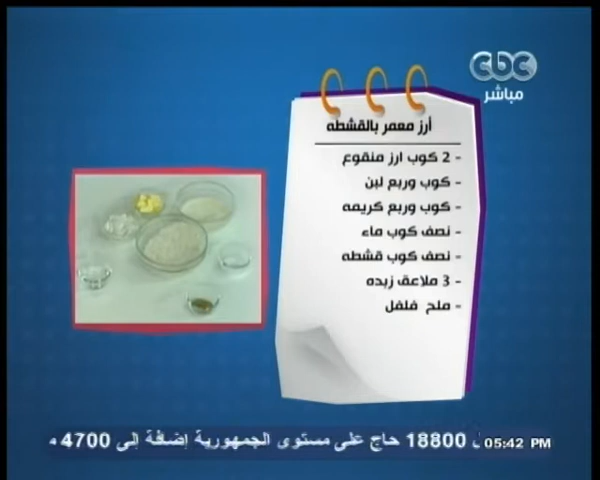 cbc
مباشر
أرز معمر بالقشطه
- 2 كوب ارز منقوع
- كوب وربع لبن
- كوب وربع كريمه
- نصف كوب ماء
- نصف كوب قشطه
- 3 ملاعق زبده
- ملح فلفل
18800 حاج على مستوى الجمهورية إضافة إلى 4700
05:42 PM